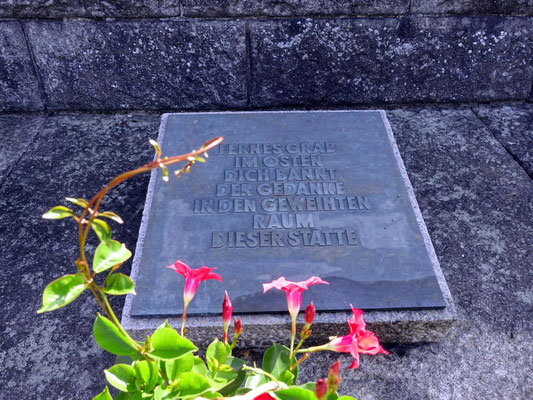 FERNES GRAB
IM OSTEN
DICH BANNT
DER GEDANKE
IN DEN GEWEIHTEN
RAUM
DIESER STÄTTE